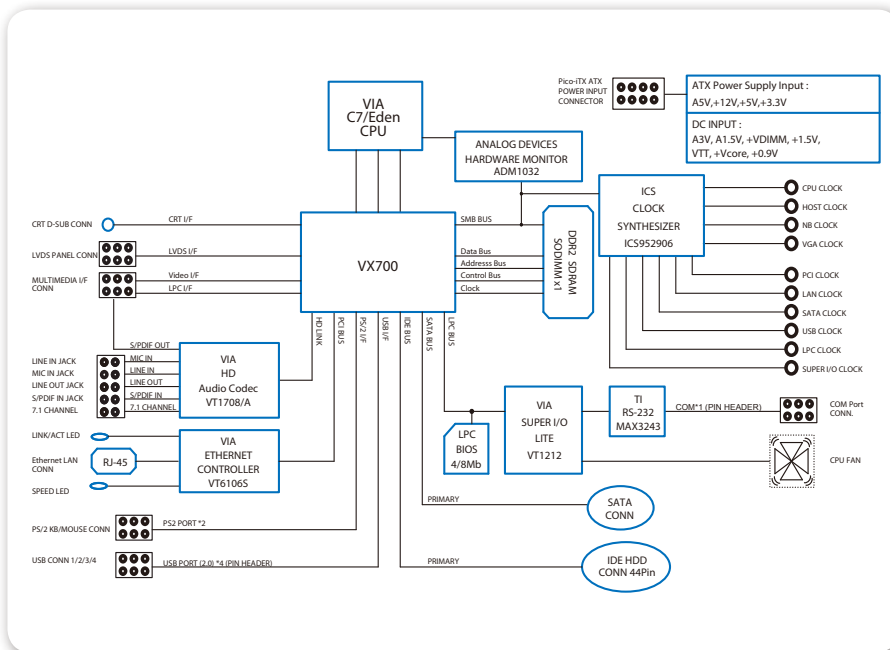 Pico-iTX ATX
POWER INPUT
CONNECTOR
ATX Power Supply Input :
A5V,+12V,+5V,+3.3V
DC INPUT :
A3V, A1.5V, +VDIMM, +1.5V,
VTT, +Vcore, +0.9V
VIA
C7/Eden
CPU
ANALOG DEVICES
HARDWARE MONITOR
ADM1032
ICS
CLOCK
SYNTHESIZER
ICS952906
CPU CLOCK
HOST CLOCK
NB CLOCK
VGA CLOCK
PCI CLOCK
LAN CLOCK
SATA CLOCK
USB CLOCK
LPC CLOCK
SUPER I/O CLOCK
CRT D-SUB CONN
CRT I/F
LVDS PANEL CONN
LVDS I/F
MULTIMEDIA I/F
CONN
Video I/F
LPC I/F
VX700
SMB BUS
Data Bus
Addresss Bus
Control Bus
Clock
DDR2 SDRAM
SODIMM x1
HD LINK
PCI BUS
PS/2 I/F
USB I/F
IDE BUS
SATA BUS
LPC BUS
S/PDIF OUT
MIC IN
LINE IN
LINE OUT
S/PDIF IN
7.1 CHANNEL
LINE IN JACK
MIC IN JACK
LINE OUT JACK
S/PDIF IN JACK
7.1 CHANNEL
VIA
HD
Audio Codec
VT1708/A
LINK/ACT LED
Ethernet LAN
CONN
RJ-45
SPEED LED
VIA
ETHERNET
CONTROLLER
VT6106S
LPC
BIOS
4/8Mb
VIA
SUPER I/O
LITE
VT1212
TI
RS-232
MAX3243
COM*1 (PIN HEADER)
COM Port
CONN.
CPU FAN
PRIMARY
SATA
CONN
PS/2 KB/MOUSE CONN
PS2 PORT *2
USB CONN 1/2/3/4
USB PORT (2.0) *4 (PIN HEADER)
PRIMARY
IDE HDD
CONN 44Pin